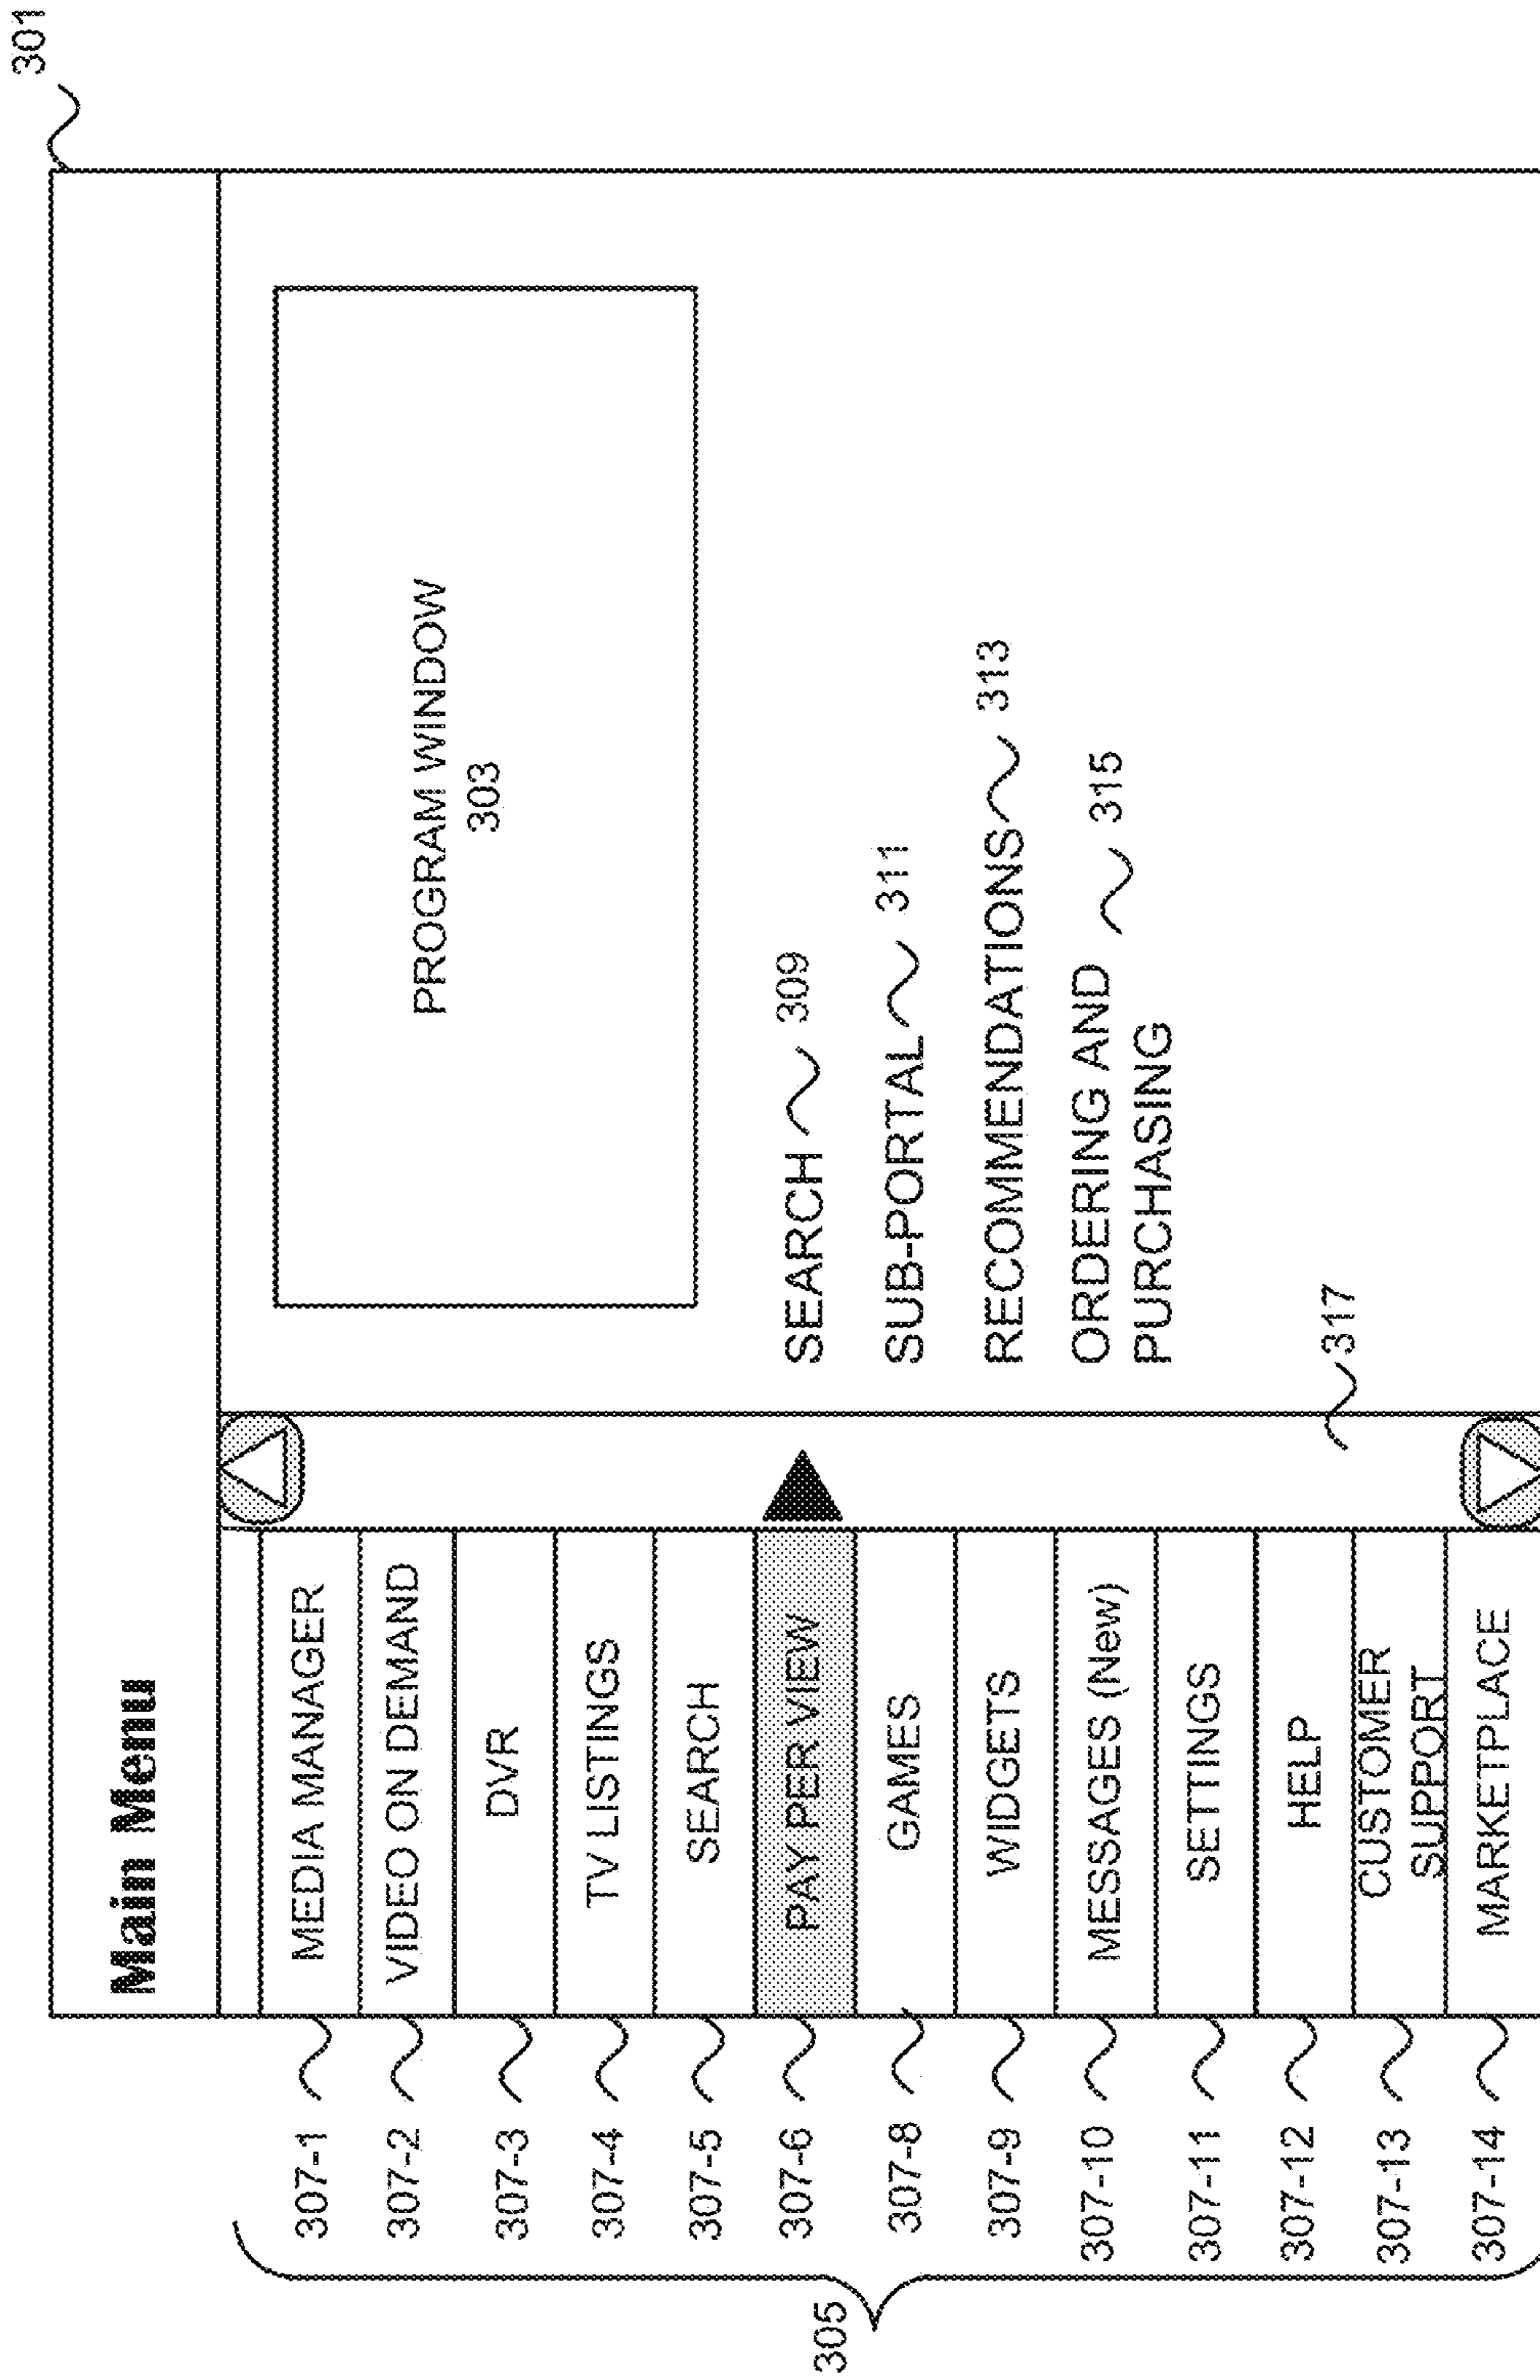 301
Main Menu
307-1 MEDIA MANAGER
307-2 VIDEO ON DEMAND
307-3 DVR
307-4 TV LISTINGS
307-5 SEARCH
307-6 PAY PER VIEW
307-8 GAMES
307-9 WIDGETS
307-10 MESSAGES (New)
307-11 SETTINGS
307-12 HELP
307-13 CUSTOMER
SUPPORT
307-14 MARKETPLACE
305
PROGRAM WINDOW
303
SEARCH 309
SUB-PORTAL 311
RECOMMENDATIONS 313
ORDERING AND 315
PURCHASING
317